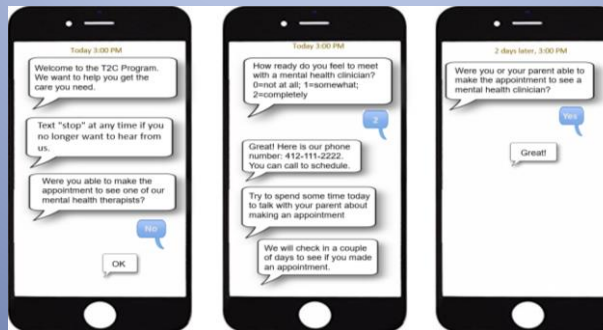 Today 3:00 PM
Welcome to the T2C Program.
We want to help you get the
care you need.
Text "stop" at any time if you
no longer want to hear from
us.
Were you able to make the
appointment to see one of our
mental health therapists?
No
OK
Today 3:00 PM
How ready do you feel to meet
with a mental health clinician?
0=not at all; 1=somewhat;
2=completely
2
Great! Here is our phone
number: 412-111-2222.
You can call to schedule.
Try to spend some time today
to talk with your parent about
making an appointment
We will check in a couple
of days to see if you made
an appointment.
2 days later, 3:00 PM
Were you or your parent able to
make the appointment to see a
mental health clinician?
Yes
Great!